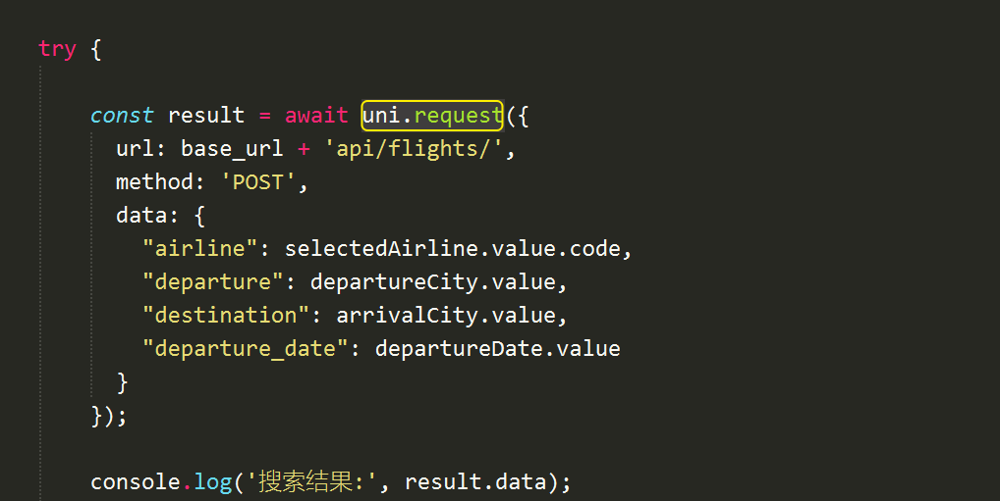 try {
const result = await uni.request({
url: base_url + 'api/flights/',
method: 'POST',
data: {
"airline": selectedAirline.value.code,
"departure": departureCity.value,
"destination": arrivalCity.value,
"departure_date": departureDate.value
}
});
console.log('搜索结果:', result.data);